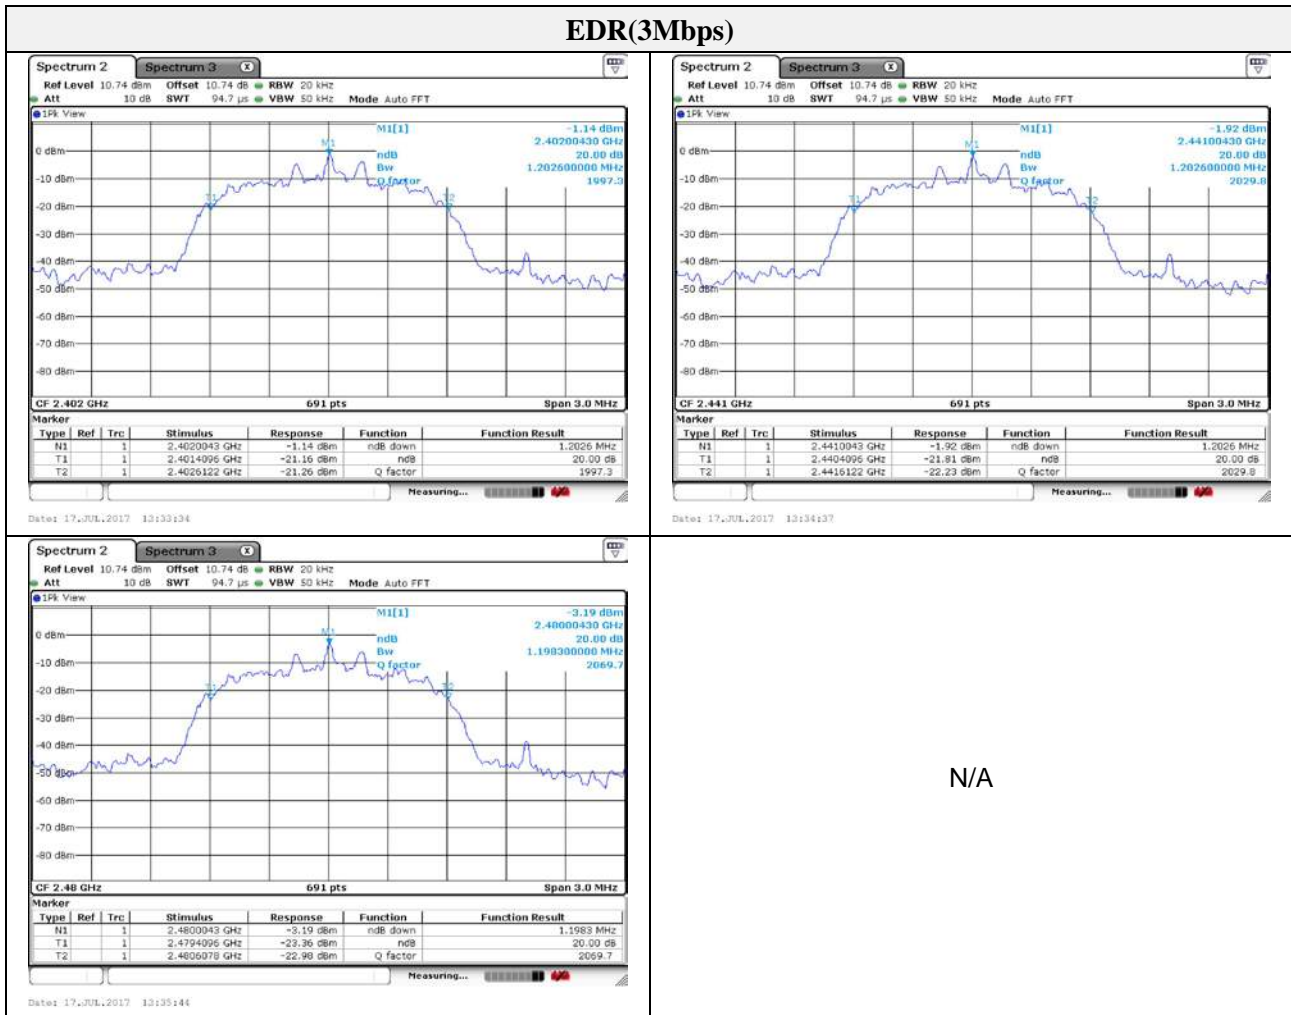 EDR(3Mbps)
Spectrum 2 Spectrum 3
Ref Level 10.74 dBm Offset 10.74 dB RBW 20 kHz
Att 10 dB SWT 94.7 µs VBW 50 kHz Mode Auto FFT
1Pk View
M1[1] -1.14 dBm
2.40200430 GHz
ndB 20.00 dB
Bw 1.202600000 MHz
Q factor 1997.3
M1
T1
T2
0 dBm
-10 dBm
-20 dBm
-30 dBm
-40 dBm
-50 dBm
-60 dBm
-70 dBm
-80 dBm
CF 2.402 GHz 691 pts Span 3.0 MHz
Marker
Type Ref Trc Stimulus Response Function Function Result
N1 1 2.4020043 GHz -1.14 dBm ndB down 1.2026 MHz
T1 1 2.4014096 GHz -21.16 dBm ndB 20.00 dB
T2 1 2.4026122 GHz -21.26 dBm Q factor 1997.3
Measuring...
Date: 17.JUL.2017 13:33:34
Spectrum 2 Spectrum 3
Ref Level 10.74 dBm Offset 10.74 dB RBW 20 kHz
Att 10 dB SWT 94.7 µs VBW 50 kHz Mode Auto FFT
1Pk View
M1[1] -1.92 dBm
2.44100430 GHz
ndB 20.00 dB
Bw 1.202600000 MHz
Q factor 2029.8
M1
T1
T2
0 dBm
-10 dBm
-20 dBm
-30 dBm
-40 dBm
-50 dBm
-60 dBm
-70 dBm
-80 dBm
CF 2.441 GHz 691 pts Span 3.0 MHz
Marker
Type Ref Trc Stimulus Response Function Function Result
N1 1 2.4410043 GHz -1.92 dBm ndB down 1.2026 MHz
T1 1 2.4404096 GHz -21.81 dBm ndB 20.00 dB
T2 1 2.4416122 GHz -22.23 dBm Q factor 2029.8
Measuring...
Date: 17.JUL.2017 13:34:37
Spectrum 2 Spectrum 3
Ref Level 10.74 dBm Offset 10.74 dB RBW 20 kHz
Att 10 dB SWT 94.7 µs VBW 50 kHz Mode Auto FFT
1Pk View
M1[1] -3.19 dBm
2.48000430 GHz
ndB 20.00 dB
Bw 1.198300000 MHz
Q factor 2069.7
M1
T1
T2
0 dBm
-10 dBm
-20 dBm
-30 dBm
-40 dBm
-50 dBm
-60 dBm
-70 dBm
-80 dBm
CF 2.48 GHz 691 pts Span 3.0 MHz
Marker
Type Ref Trc Stimulus Response Function Function Result
N1 1 2.4800043 GHz -3.19 dBm ndB down 1.1983 MHz
T1 1 2.4794096 GHz -23.36 dBm ndB 20.00 dB
T2 1 2.4806078 GHz -22.98 dBm Q factor 2069.7
Measuring...
Date: 17.JUL.2017 13:35:44
N/A